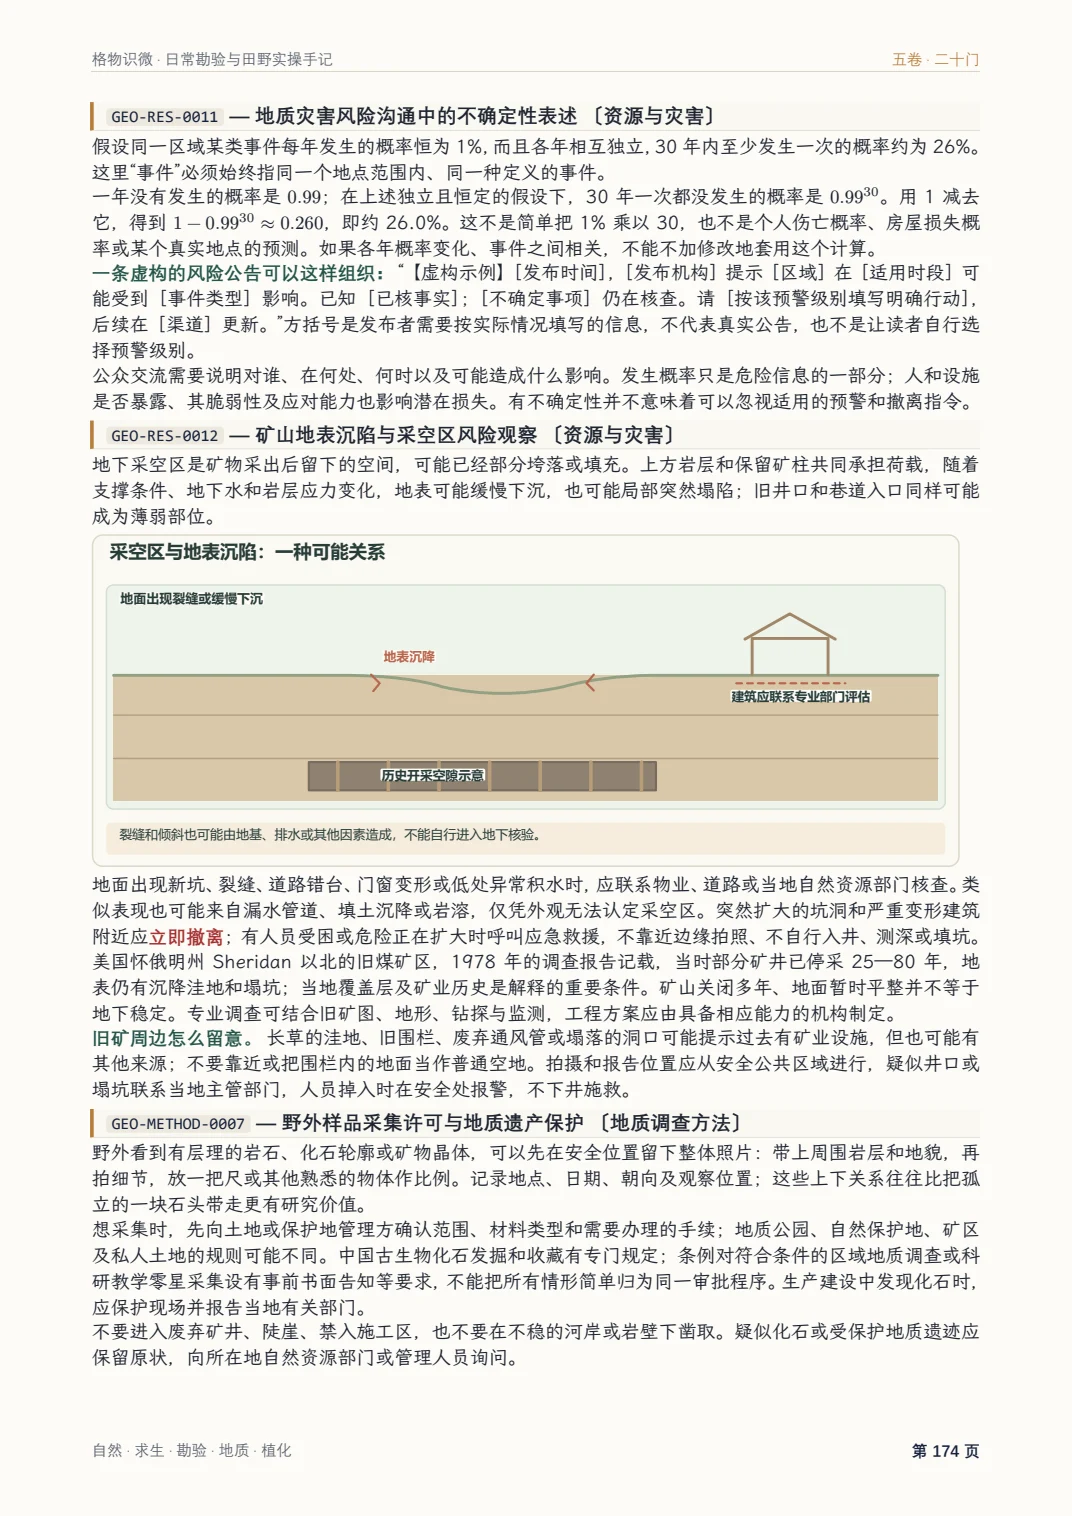 格物识微 · 日常勘验与田野实操手记
五卷 · 二十门
GEO-RES-0011 — 地质灾害风险沟通中的不确定性表述 〔资源与灾害〕
假设同一区域某类事件每年发生的概率恒为 1%，而且各年相互独立，30 年内至少发生一次的概率约为 26%。
这里“事件”必须始终指同一个地点范围内、同一种定义的事件。
一年没有发生的概率是 0.99；在上述独立且恒定的假设下，30 年一次都没发生的概率是 0.99³⁰。用 1 减去
它，得到 1 − 0.99³⁰ ≈ 0.260，即约 26.0%。这不是简单把 1% 乘以 30，也不是个人伤亡概率、房屋损失概
率或某个真实地点的预测。如果各年概率变化、事件之间相关，不能不加修改地套用这个计算。
一条虚构的风险公告可以这样组织：“【虚构示例】［发布时间］，［发布机构］提示［区域］在［适用时段］可
能受到［事件类型］影响。已知［已核事实］；［不确定事项］仍在核查。请［按该预警级别填写明确行动］，
后续在［渠道］更新。”方括号是发布者需要按实际情况填写的信息，不代表真实公告，也不是让读者自行选
择预警级别。
公众交流需要说明对谁、在何处、何时以及可能造成什么影响。发生概率只是危险信息的一部分；人和设施
是否暴露、其脆弱性及应对能力也影响潜在损失。有不确定性并不意味着可以忽视适用的预警和撤离指令。
GEO-RES-0012 — 矿山地表沉陷与采空区风险观察 〔资源与灾害〕
地下采空区是矿物采出后留下的空间，可能已经部分垮落或填充。上方岩层和保留矿柱共同承担荷载，随着
支撑条件、地下水和岩层应力变化，地表可能缓慢下沉，也可能局部突然塌陷；旧井口和巷道入口同样可能
成为薄弱部位。
采空区与地表沉陷：一种可能关系
地面出现裂缝或缓慢下沉
地表沉降
建筑应联系专业部门评估
历史开采空隙示意
裂缝和倾斜也可能由地基、排水或其他因素造成，不能自行进入地下核验。
地面出现新坑、裂缝、道路错台、门窗变形或低处异常积水时，应联系物业、道路或当地自然资源部门核查。类
似表现也可能来自漏水管道、填土沉降或岩溶，仅凭外观无法认定采空区。突然扩大的坑洞和严重变形建筑
附近应立即撤离；有人员受困或危险正在扩大时呼叫应急救援，不靠近边缘拍照、不自行入井、测深或填坑。
美国怀俄明州 Sheridan 以北的旧煤矿区，1978 年的调查报告记载，当时部分矿井已停采 25—80 年，地
表仍有沉降洼地和塌坑；当地覆盖层及矿业历史是解释的重要条件。矿山关闭多年、地面暂时平整并不等于
地下稳定。专业调查可结合旧矿图、地形、钻探与监测，工程方案应由具备相应能力的机构制定。
旧矿周边怎么留意。 长草的洼地、旧围栏、废弃通风管或塌落的洞口可能提示过去有矿业设施，但也可能有
其他来源；不要靠近或把围栏内的地面当作普通空地。拍摄和报告位置应从安全公共区域进行，疑似井口或
塌坑联系当地主管部门，人员掉入时在安全处报警，不下井施救。
GEO-METHOD-0007 — 野外样品采集许可与地质遗产保护 〔地质调查方法〕
野外看到有层理的岩石、化石轮廓或矿物晶体，可以先在安全位置留下整体照片：带上周围岩层和地貌，再
拍细节，放一把尺或其他熟悉的物体作比例。记录地点、日期、朝向及观察位置；这些上下关系往往比把孤
立的一块石头带走更有研究价值。
想采集时，先向土地或保护地管理方确认范围、材料类型和需要办理的手续；地质公园、自然保护地、矿区
及私人土地的规则可能不同。中国古生物化石发掘和收藏有专门规定；条例对符合条件的区域地质调查或科
研教学零星采集设有事前书面告知等要求，不能把所有情形简单归为同一审批程序。生产建设中发现化石时，
应保护现场并报告当地有关部门。
不要进入废弃矿井、陡崖、禁入施工区，也不要在不稳的河岸或岩壁下凿取。疑似化石或受保护地质遗迹应
保留原状，向所在地自然资源部门或管理人员询问。
自然 · 求生 · 勘验 · 地质 · 植化
第 174 页